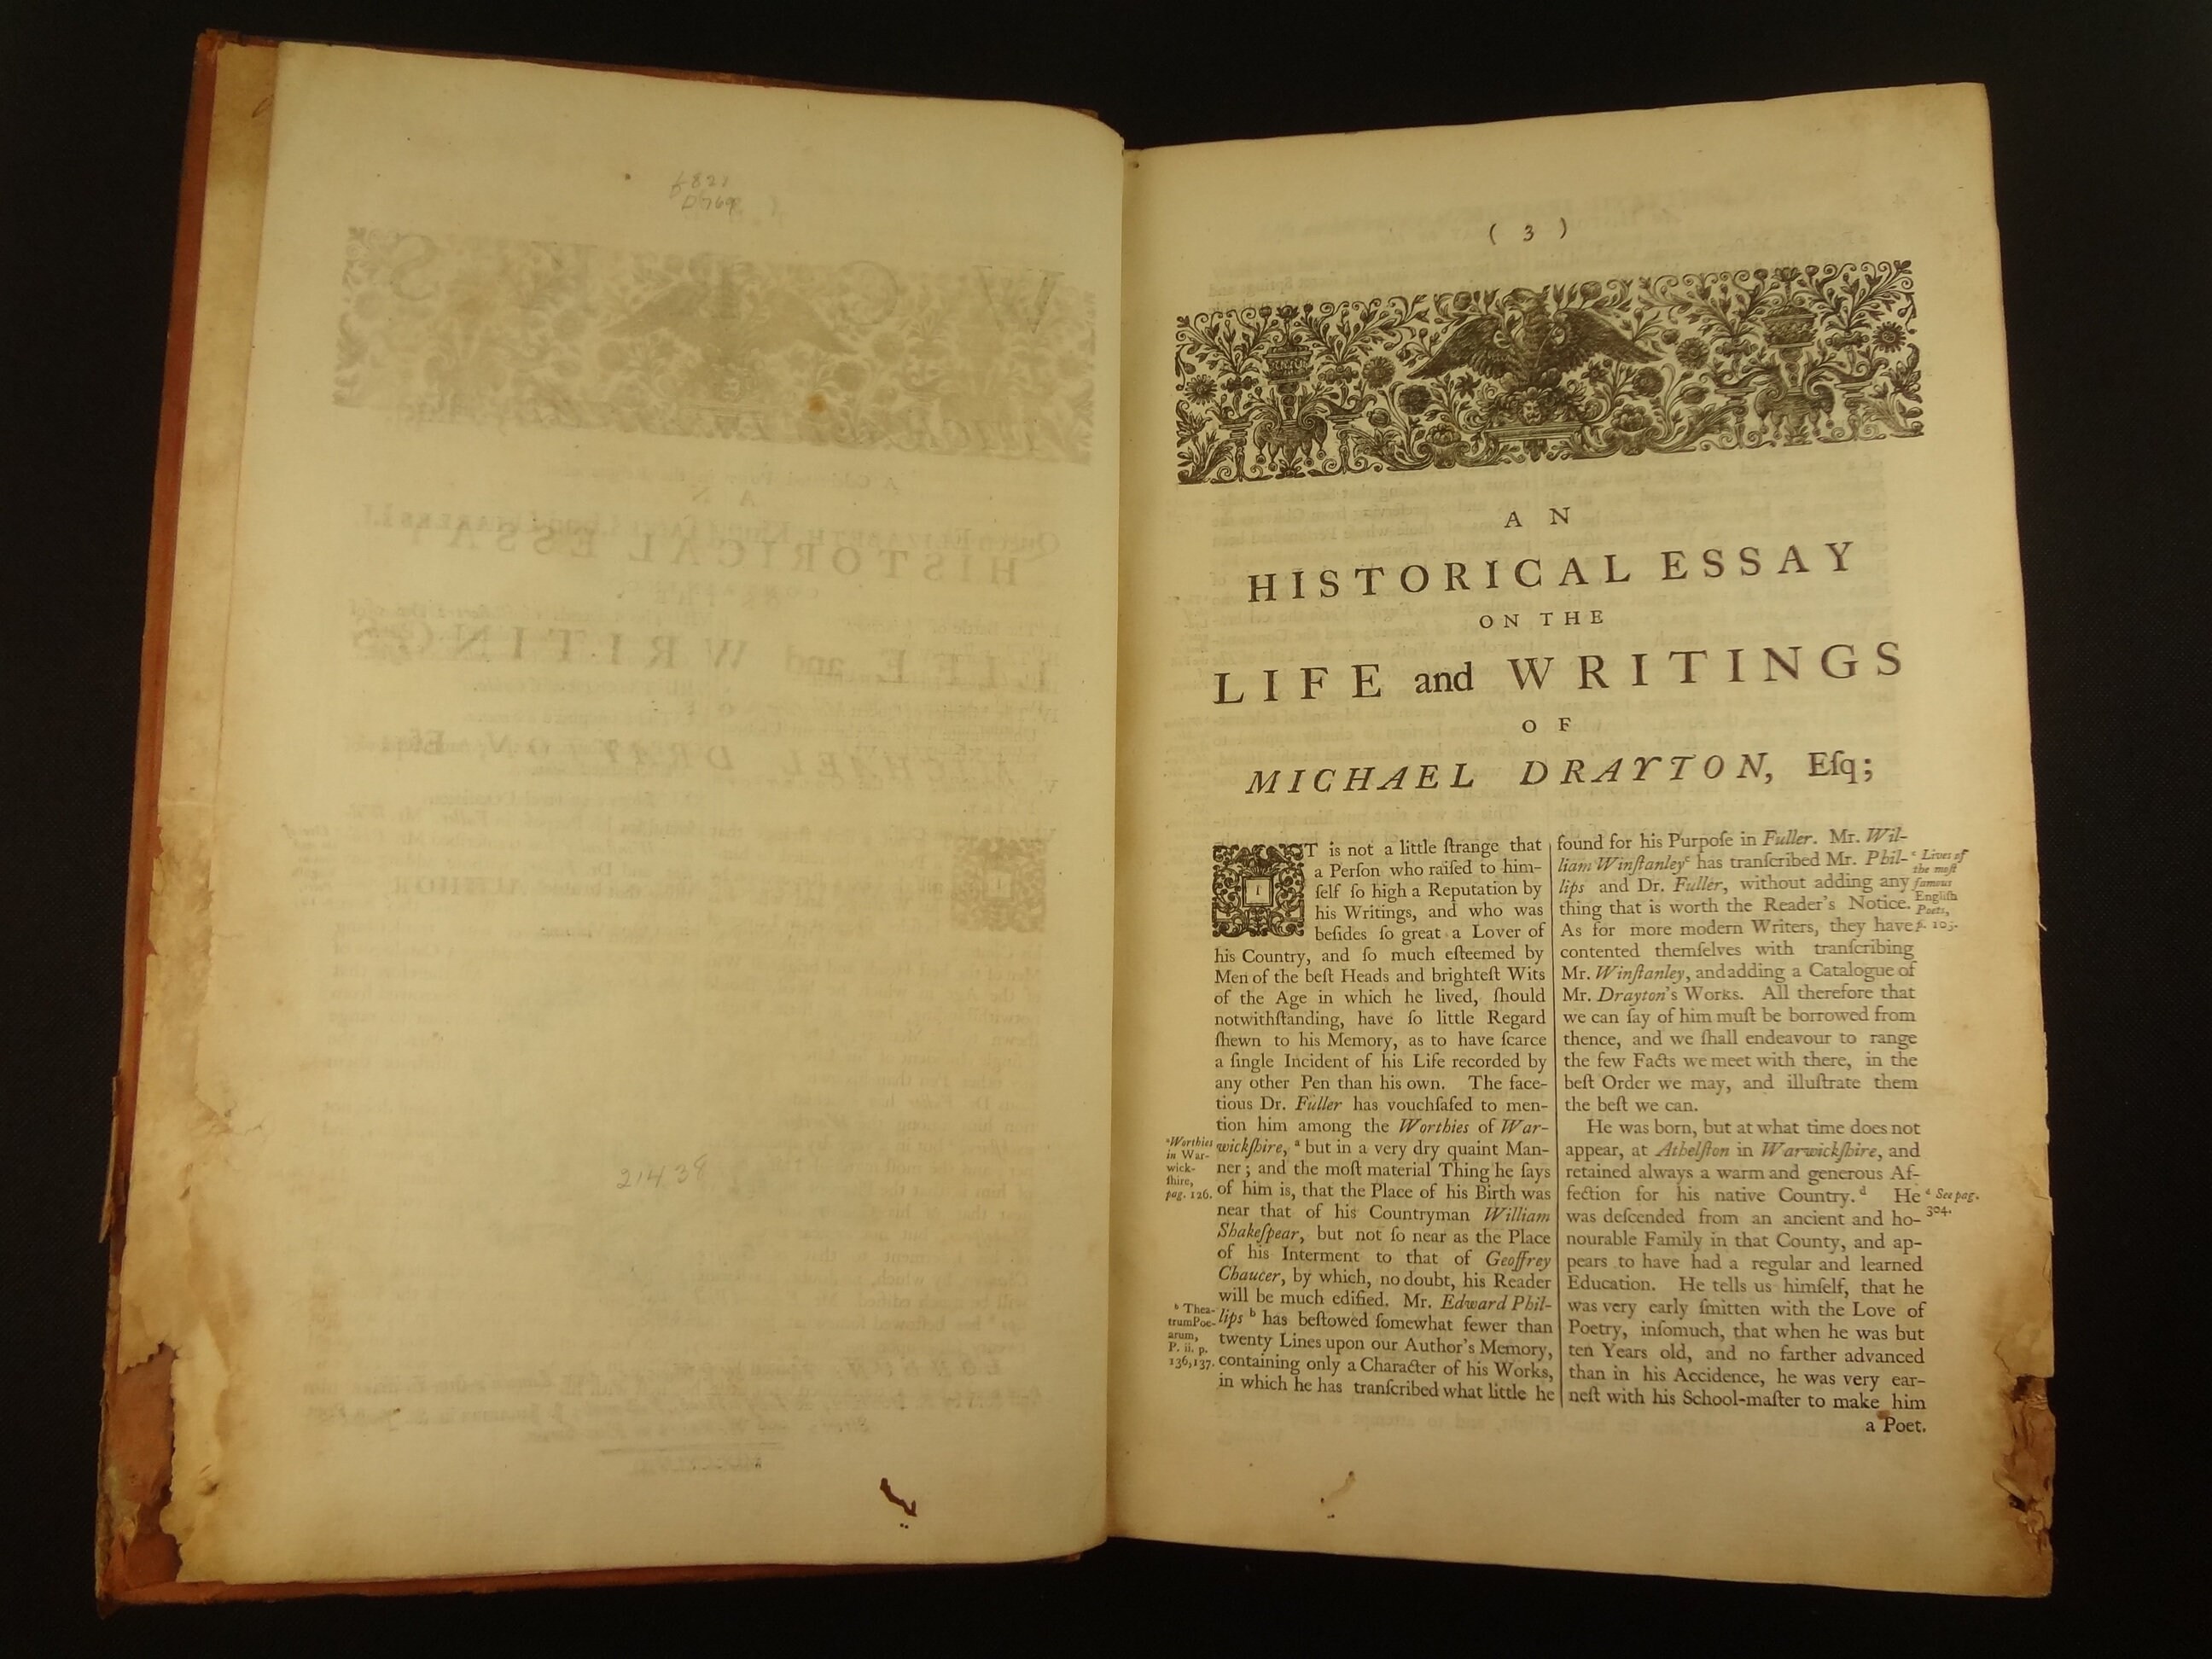 21438
( 3 )
A N
HISTORICAL ESSAY
ON THE
LIFE and WRITINGS
O F
MICHAEL DRAYTON, Eſq;
IT is not a little ſtrange that
a Perſon who raiſed to him-
ſelf ſo high a Reputation by
his Writings, and who was
beſides ſo great a Lover of
his Country, and ſo much eſteemed by
Men of the beſt Heads and brighteſt Wits
of the Age in which he lived, ſhould
notwithſtanding, have ſo little Regard
ſhewn to his Memory, as to have ſcarce
a ſingle Incident of his Life recorded by
any other Pen than his own. The face-
tious Dr. Fuller has vouchſafed to men-
tion him among the Worthies of War-
wickſhire, a but in a very dry quaint Man-
ner; and the moſt material Thing he ſays
of him is, that the Place of his Birth was
near that of his Countryman William
Shakeſpear, but not ſo near as the Place
of his Interment to that of Geoffrey
Chaucer, by which, no doubt, his Reader
will be much edified. Mr. Edward Phil-
lips b has beſtowed ſomewhat fewer than
twenty Lines upon our Author's Memory,
containing only a Character of his Works,
in which he has tranſcribed what little he
a Worthies
in War-
wick-
ſhire,
pag. 126.
b Thea-
trum Poe-
arum,
P. ii. p.
136,137.
found for his Purpoſe in Fuller. Mr. Wil-
liam Winſtanley c has tranſcribed Mr. Phil-
lips and Dr. Fuller, without adding any
thing that is worth the Reader's Notice.
As for more modern Writers, they have
contented themſelves with tranſcribing
Mr. Winſtanley, and adding a Catalogue of
Mr. Drayton's Works. All therefore that
we can ſay of him muſt be borrowed from
thence, and we ſhall endeavour to range
the few Facts we meet with there, in the
beſt Order we may, and illuſtrate them
the beſt we can.
He was born, but at what time does not
appear, at Athelſton in Warwickſhire, and
retained always a warm and generous Af-
fection for his native Country. d He
was deſcended from an ancient and ho-
nourable Family in that County, and ap-
pears to have had a regular and learned
Education. He tells us himſelf, that he
was very early ſmitten with the Love of
Poetry, inſomuch, that when he was but
ten Years old, and no farther advanced
than in his Accidence, he was very ear-
neſt with his School-maſter to make him
a Poet.
c Lives of
the moſt
famous
Engliſh
Poets,
p. 103.
d See pag.
304.